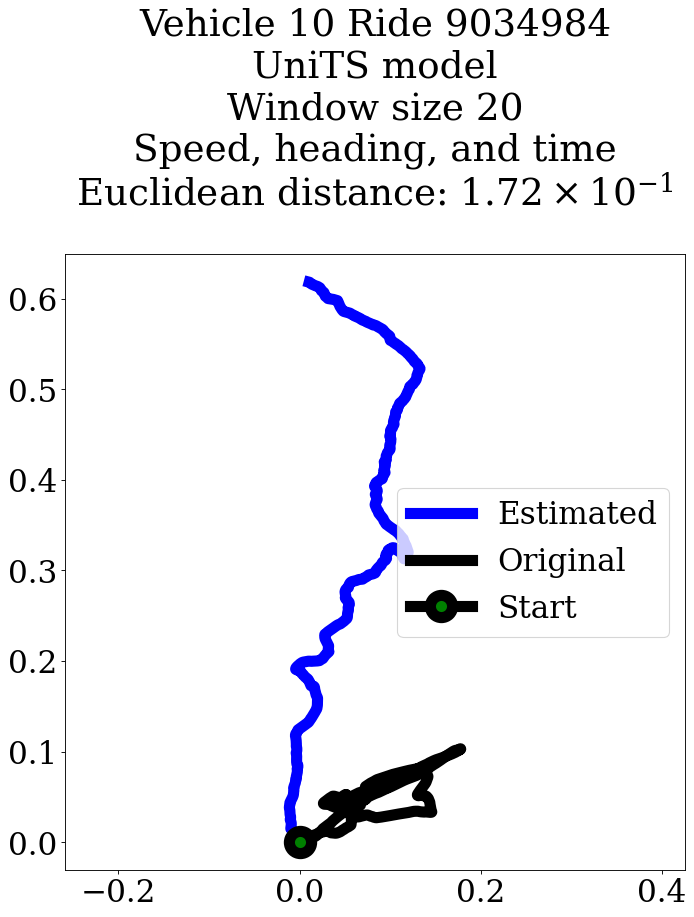 Vehicle 10 Ride 9034984
UniTS model
Window size 20
Speed, heading, and time
Euclidean distance: 1.72 × 10⁻¹
0.6
0.5
0.4
0.3
0.2
0.1
0.0
Estimated
Original
Start
−0.2 0.0 0.2 0.4